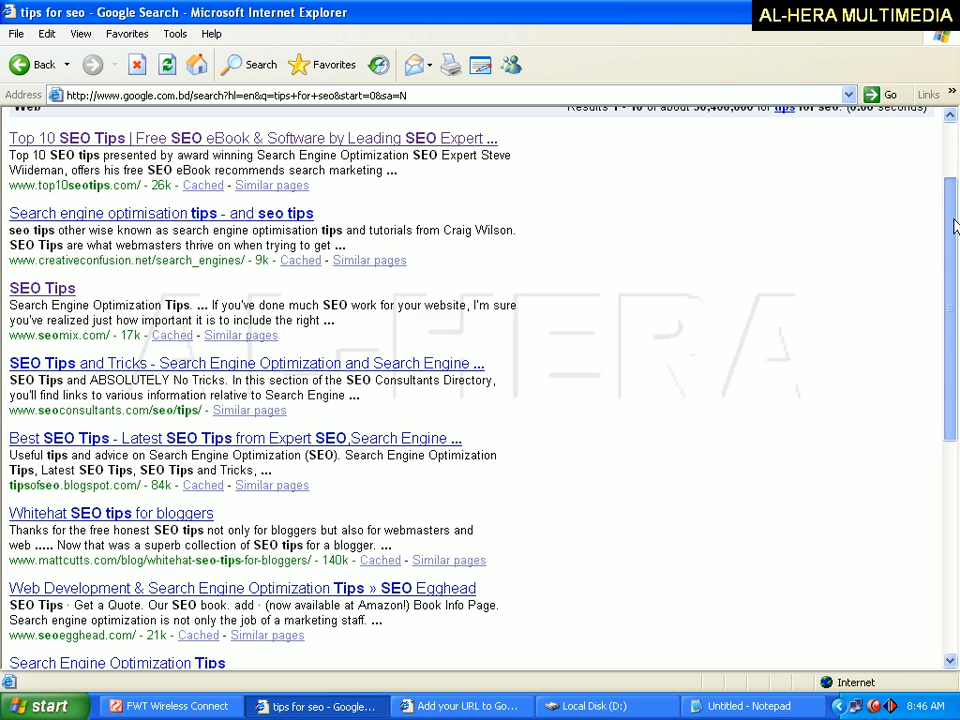 tips for seo - Google Search - Microsoft Internet Explorer
AL-HERA MULTIMEDIA
File Edit View Favorites Tools Help
Back Search Favorites
Address http://www.google.com.bd/search?hl=en&q=tips+for+seo&start=0&sa=N Go Links »
Web Results 1 - 10 of about 30,400,000 for tips for seo. (0.06 seconds)
Top 10 SEO Tips | Free SEO eBook & Software by Leading SEO Expert ...
Top 10 SEO tips presented by award winning Search Engine Optimization SEO Expert Steve
Wiideman, offers his free SEO eBook recommends search marketing ...
www.top10seotips.com/ - 26k - Cached - Similar pages
Search engine optimisation tips - and seo tips
seo tips other wise known as search engine optimisation tips and tutorials from Craig Wilson.
SEO Tips are what webmasters thrive on when trying to get ...
www.creativeconfusion.net/search_engines/ - 9k - Cached - Similar pages
SEO Tips
Search Engine Optimization Tips. ... If you've done much SEO work for your website, I'm sure
you've realized just how important it is to include the right ...
www.seomix.com/ - 17k - Cached - Similar pages
AL-HERA
SEO Tips and Tricks - Search Engine Optimization and Search Engine ...
SEO Tips and ABSOLUTELY No Tricks. In this section of the SEO Consultants Directory,
you'll find links to various information relative to Search Engine ...
www.seoconsultants.com/seo/tips/ - Similar pages
Best SEO Tips - Latest SEO Tips from Expert SEO,Search Engine ...
Useful tips and advice on Search Engine Optimization (SEO). Search Engine Optimization
Tips, Latest SEO Tips, SEO Tips and Tricks, ...
tipsofseo.blogspot.com/ - 84k - Cached - Similar pages
Whitehat SEO tips for bloggers
Thanks for the free honest SEO tips not only for bloggers but also for webmasters and
web ..... Now that was a superb collection of SEO tips for a blogger. ...
www.mattcutts.com/blog/whitehat-seo-tips-for-bloggers/ - 140k - Cached - Similar pages
Web Development & Search Engine Optimization Tips » SEO Egghead
SEO Tips · Get a Quote. Our SEO book. add · (now available at Amazon!) Book Info Page.
Search engine optimization is not only the job of a marketing staff. ...
www.seoegghead.com/ - 21k - Cached - Similar pages
Search Engine Optimization Tips
Internet
start FWT Wireless Connect tips for seo - Google... Add your URL to Go... Local Disk (D:) Untitled - Notepad 8:46 AM